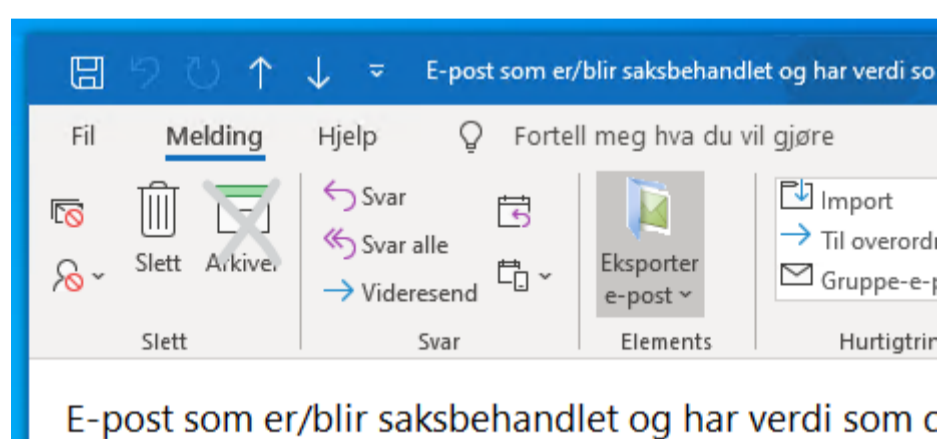 E-post som er/blir saksbehandlet og har verdi so
Fil Melding Hjelp Fortell meg hva du vil gjøre
Slett Arkiver
Svar
Svar alle
Videresend
Eksporter
e-post
Import
Til overordn
Gruppe-e-p
Slett Svar Elements Hurtigtrin
E-post som er/blir saksbehandlet og har verdi som o